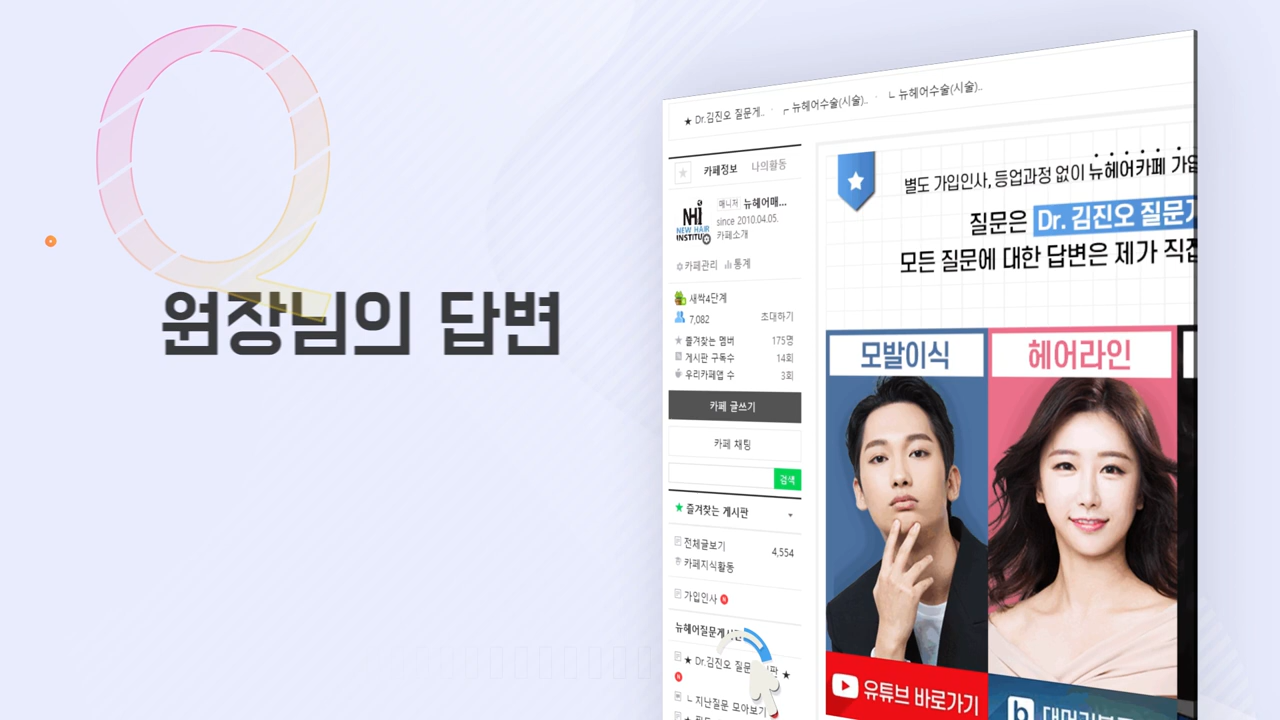 Q
원장님의 답변
★ Dr.김진오 질문게.. · ┌ 뉴헤어수술(시술).. · ㄴ 뉴헤어수술(시술)..
카페정보 나의활동
매니저 뉴헤어매...
since 2010.04.05.
카페소개
NHI
NEW HAIR
INSTITU
카페관리 통계
새싹4단계
7,082 초대하기
즐겨찾는 멤버 175명
게시판 구독수 14회
우리카페앱 수 3회
카페 글쓰기
카페 채팅
검색
★ 즐겨찾는 게시판
전체글보기 4,554
카페지식활동
가입인사 N
뉴헤어질문게시판
★ Dr.김진오 질문 판 ★
N
ㄴ 지난질문 모아보기
별도 가입인사, 등업과정 없이 뉴헤어카페 가입
질문은 Dr. 김진오 질문게
모든 질문에 대한 답변은 제가 직접
모발이식
헤어라인
유튜브 바로가기
b